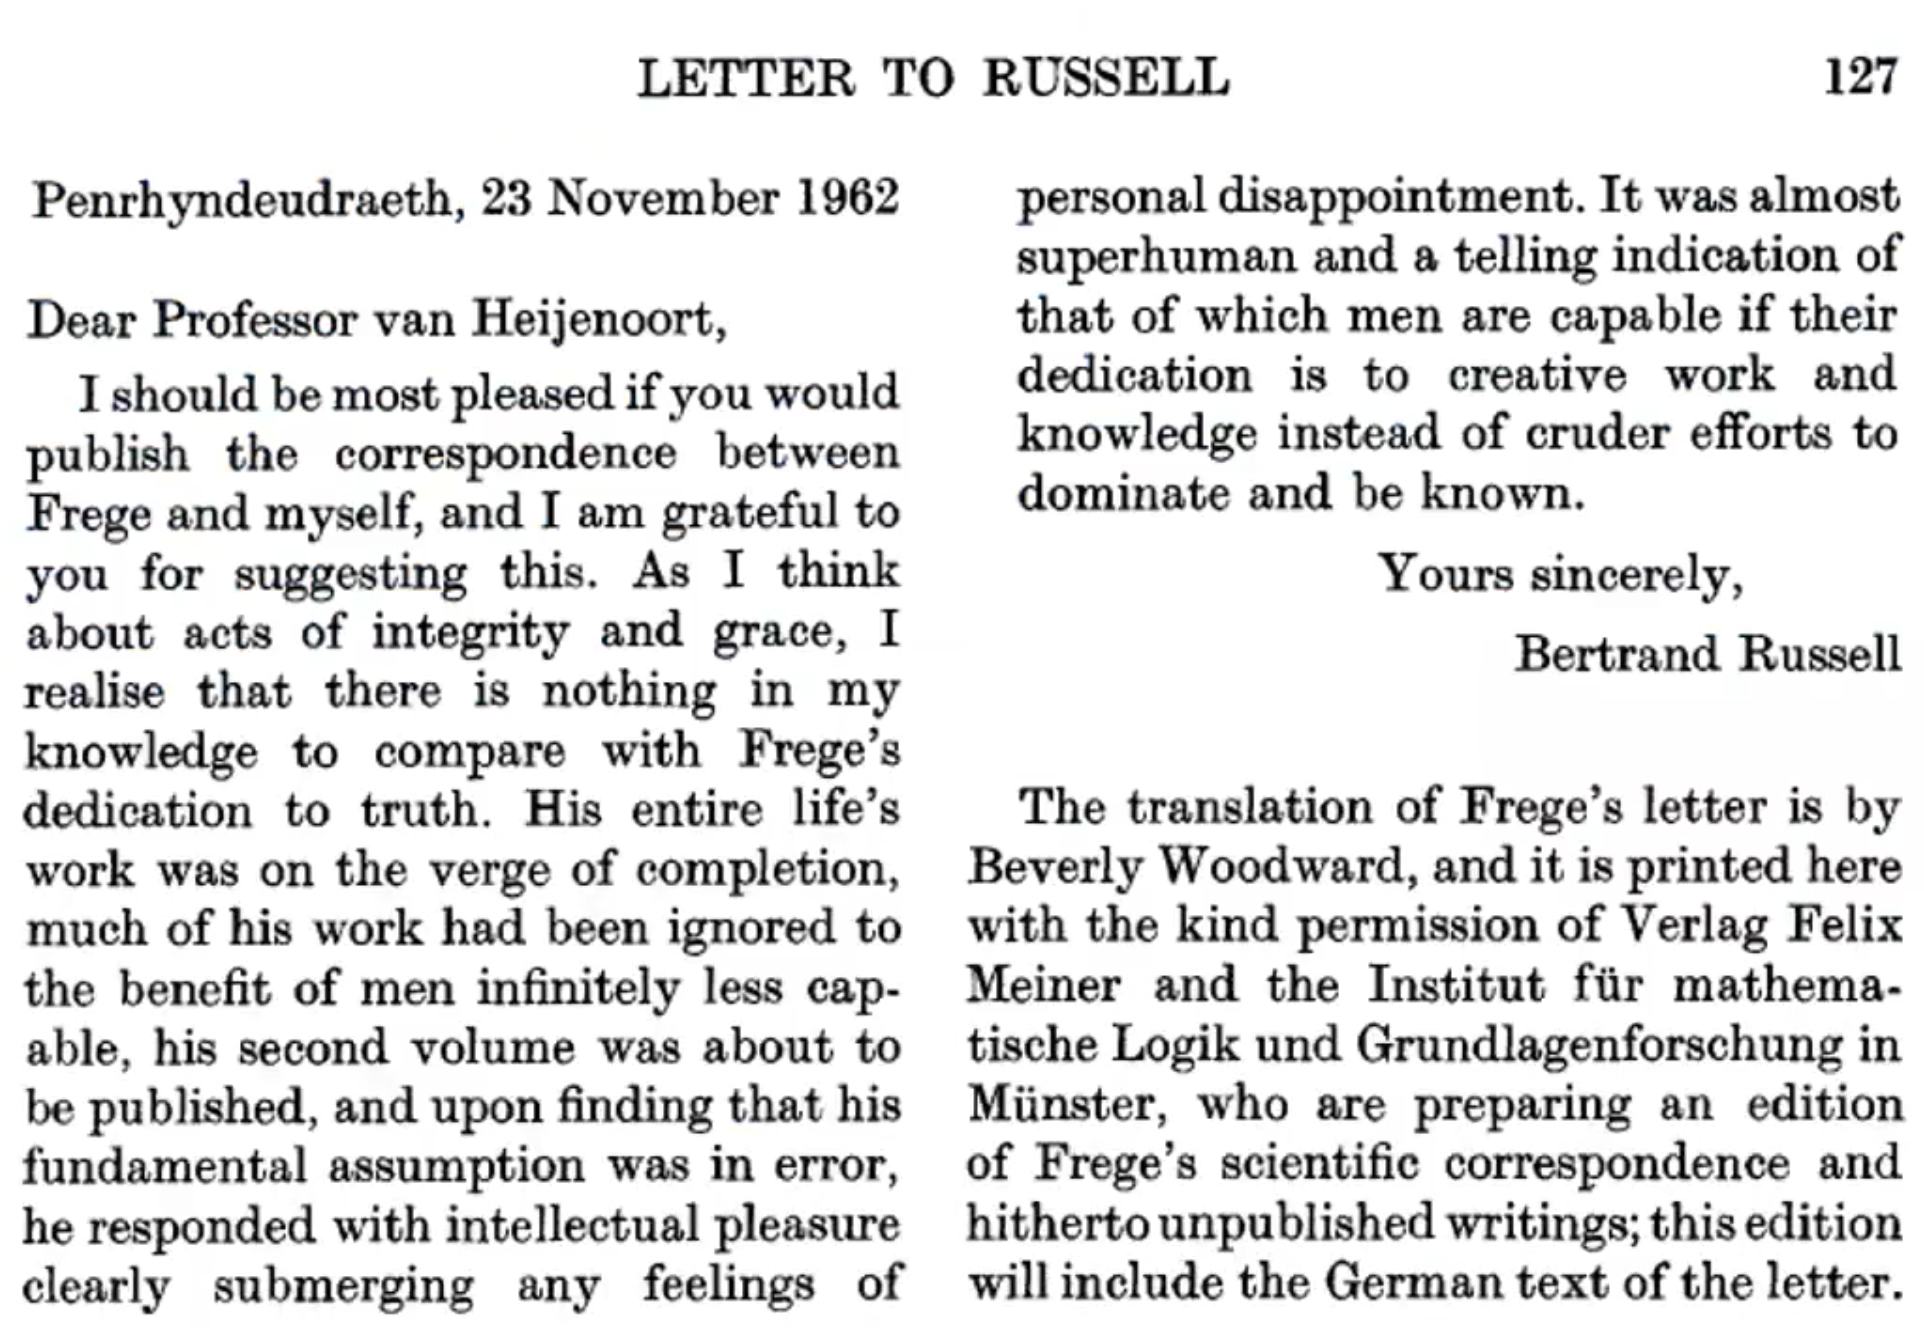 LETTER TO RUSSELL 127
Penrhyndeudraeth, 23 November 1962
Dear Professor van Heijenoort,
I should be most pleased if you would
publish the correspondence between
Frege and myself, and I am grateful to
you for suggesting this. As I think
about acts of integrity and grace, I
realise that there is nothing in my
knowledge to compare with Frege's
dedication to truth. His entire life's
work was on the verge of completion,
much of his work had been ignored to
the benefit of men infinitely less cap-
able, his second volume was about to
be published, and upon finding that his
fundamental assumption was in error,
he responded with intellectual pleasure
clearly submerging any feelings of
personal disappointment. It was almost
superhuman and a telling indication of
that of which men are capable if their
dedication is to creative work and
knowledge instead of cruder efforts to
dominate and be known.
Yours sincerely,
Bertrand Russell
The translation of Frege's letter is by
Beverly Woodward, and it is printed here
with the kind permission of Verlag Felix
Meiner and the Institut für mathema-
tische Logik und Grundlagenforschung in
Münster, who are preparing an edition
of Frege's scientific correspondence and
hitherto unpublished writings; this edition
will include the German text of the letter.